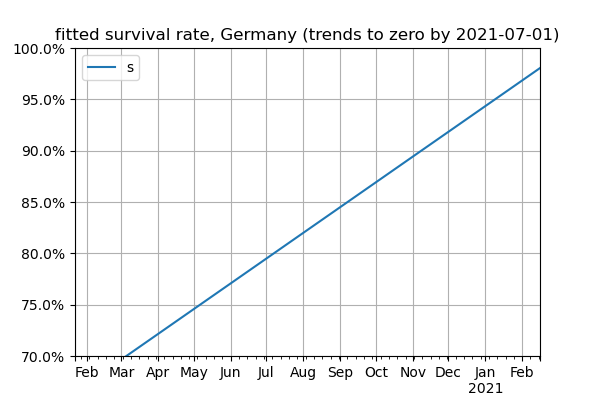 fitted survival rate, Germany (trends to zero by 2021-07-01)
s
100.0%
95.0%
90.0%
85.0%
80.0%
75.0%
70.0%
Feb Mar Apr May Jun Jul Aug Sep Oct Nov Dec Jan Feb
2021